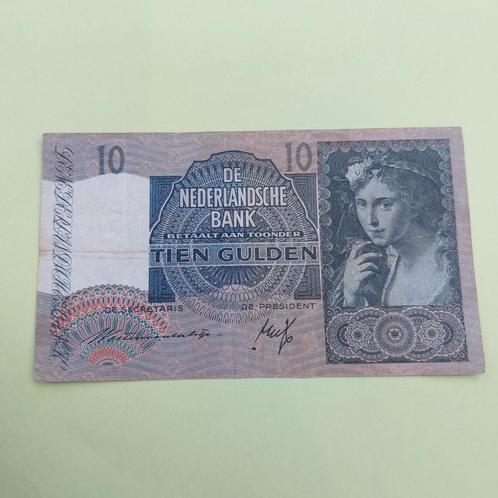 10
10
DE
NEDERLANDSCHE
BANK
BETAALT AAN TOONDER
TIEN GULDEN
DE SECRETARIS
DE PRESIDENT